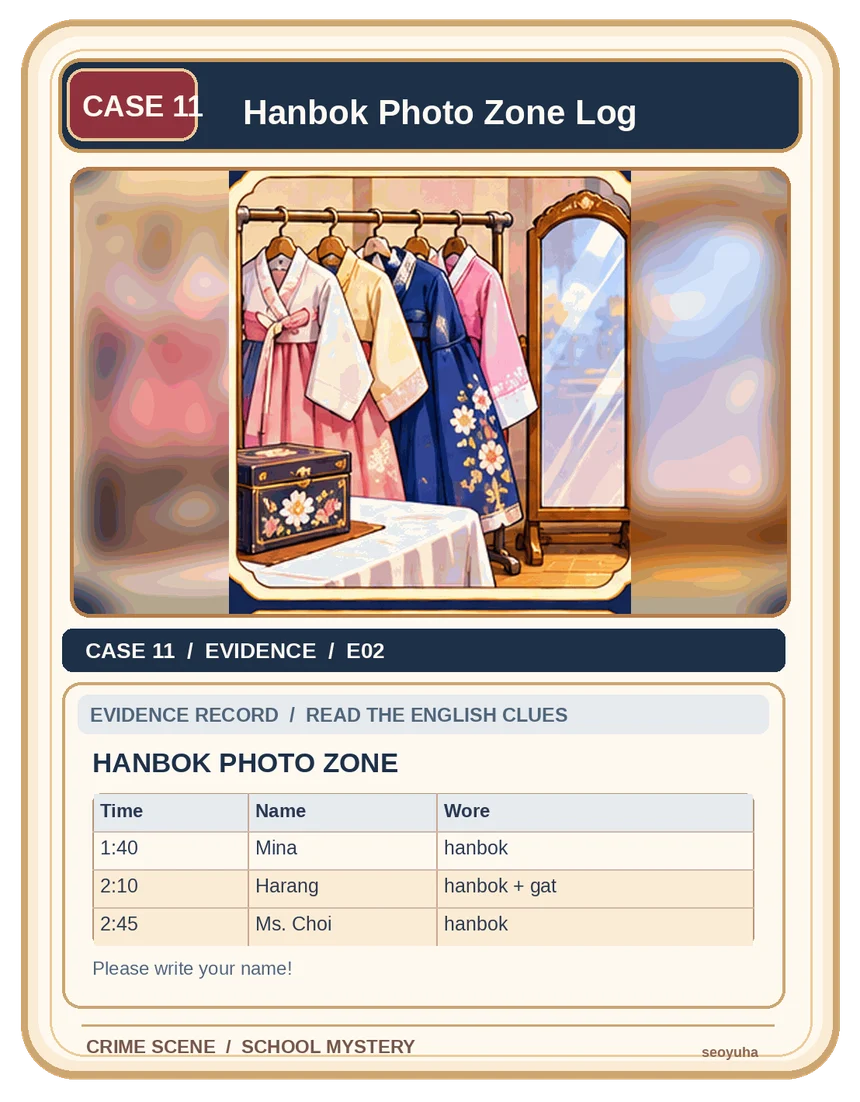 CASE 11
Hanbok Photo Zone Log
CASE 11 / EVIDENCE / E02
EVIDENCE RECORD / READ THE ENGLISH CLUES
HANBOK PHOTO ZONE
Time Name Wore
1:40 Mina hanbok
2:10 Harang hanbok + gat
2:45 Ms. Choi hanbok
Please write your name!
CRIME SCENE / SCHOOL MYSTERY
seoyuha